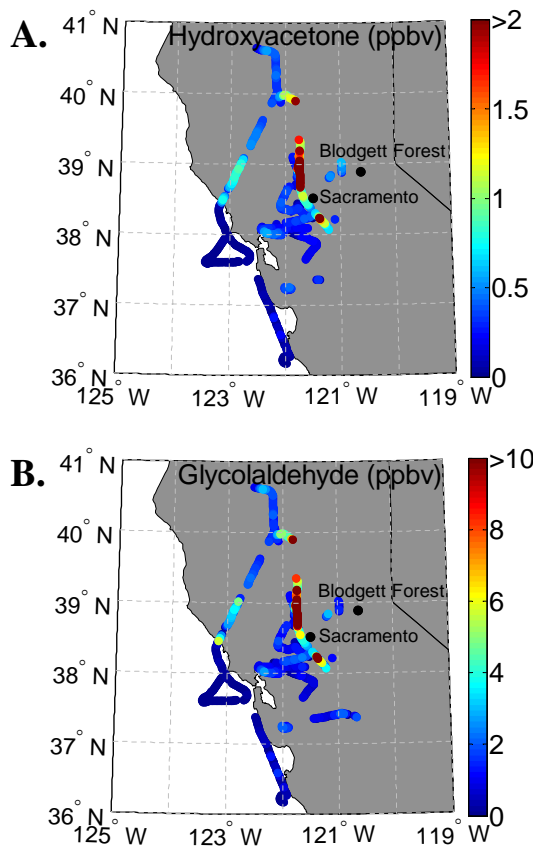 A.
Hydroxyacetone (ppbv)
41° N
40° N
39° N
38° N
37° N
36° N
125° W
123° W
121° W
119° W
Blodgett Forest
Sacramento
>2
1.5
1
0.5
0
B.
Glycolaldehyde (ppbv)
41° N
40° N
39° N
38° N
37° N
36° N
125° W
123° W
121° W
119° W
Blodgett Forest
Sacramento
>10
8
6
4
2
0